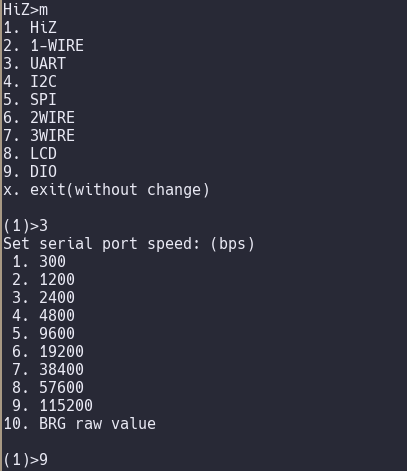 HiZ>m
1. HiZ
2. 1-WIRE
3. UART
4. I2C
5. SPI
6. 2WIRE
7. 3WIRE
8. LCD
9. DIO
x. exit(without change)

(1)>3
Set serial port speed: (bps)
 1. 300
 2. 1200
 3. 2400
 4. 4800
 5. 9600
 6. 19200
 7. 38400
 8. 57600
 9. 115200
10. BRG raw value

(1)>9